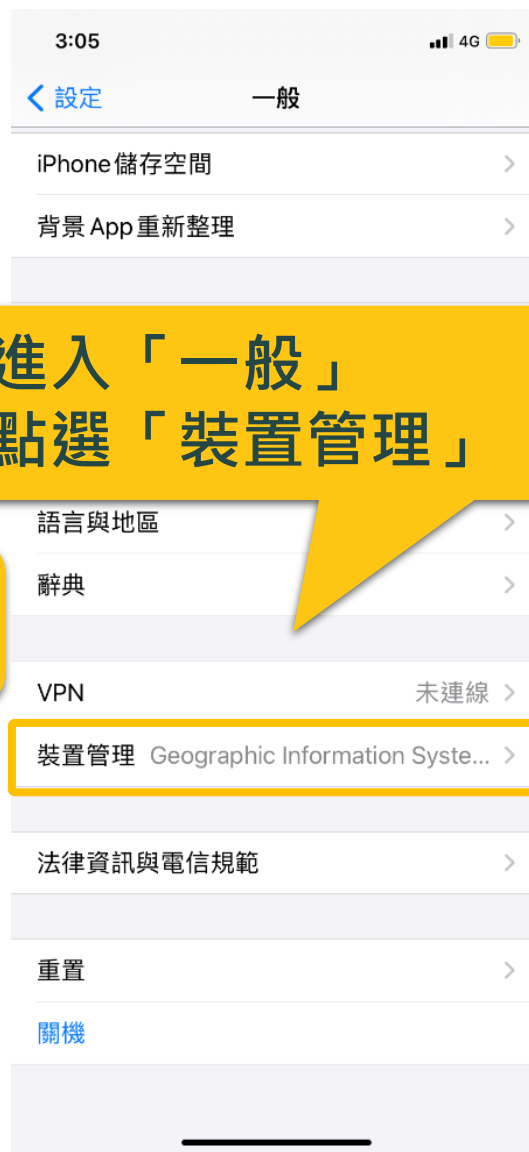 3:05
4G
設定
一般
iPhone儲存空間
背景App重新整理
進入「一般」
點選「裝置管理」
語言與地區
辭典
VPN 未連線
裝置管理 Geographic Information Syste...
法律資訊與電信規範
重置
關機